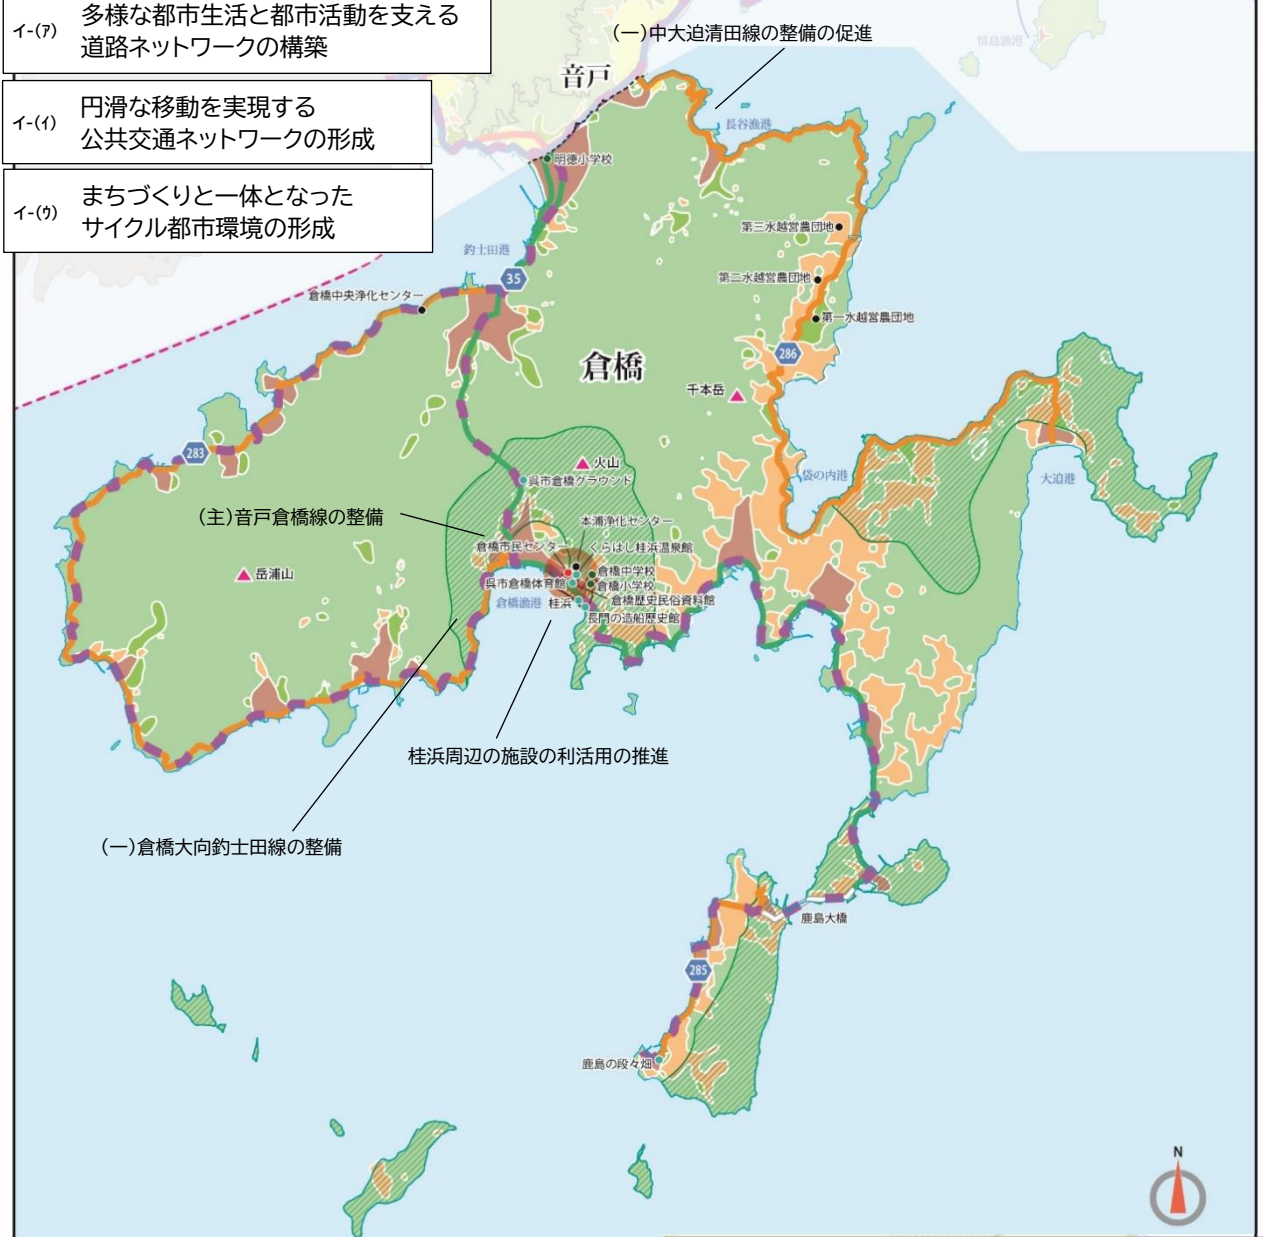 イ-(ｱ) 多様な都市生活と都市活動を支える
道路ネットワークの構築
イ-(ｲ) 円滑な移動を実現する
公共交通ネットワークの形成
イ-(ｳ) まちづくりと一体となった
サイクル都市環境の形成
(一)中大迫清田線の整備の促進
情島漁港
音戸
長谷漁港
明徳小学校
第三水越営農団地
釣士田港
35
第二水越営農団地
倉橋中央浄化センター
第一水越営農団地
286
倉橋
千本岳
283
火山
袋の内港
大迫港
呉市倉橋グラウンド
(主)音戸倉橋線の整備
本浦浄化センター
倉橋市民センター
くらはし桂浜温泉館
岳浦山
倉橋中学校
呉市倉橋体育館
倉橋小学校
倉橋漁港
桂浜
倉橋歴史民俗資料館
長門の造船歴史館
桂浜周辺の施設の利活用の推進
(一)倉橋大向釣士田線の整備
鹿島大橋
285
鹿島の段々畑
N